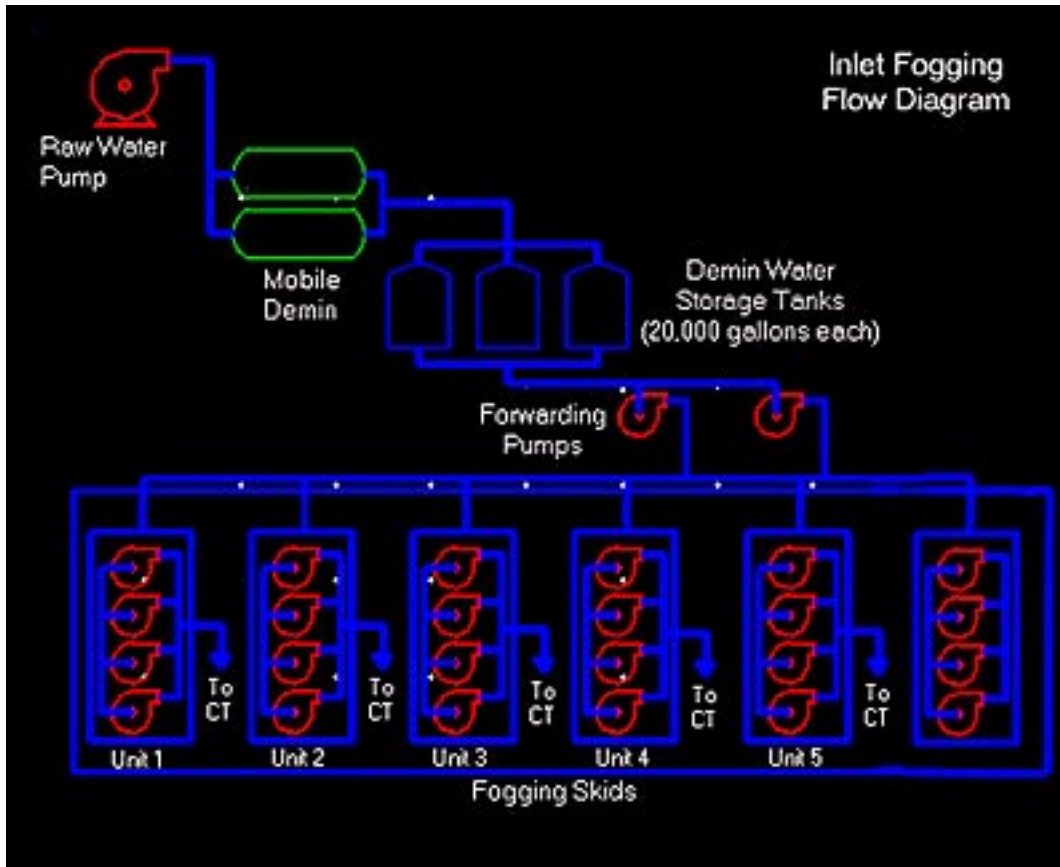 Inlet Fogging
Flow Diagram
Raw Water
Pump
Mobile
Demin
Demin Water
Storage Tanks
(20.000 gallons each)
Forwarding
Pumps
To
CT
To
CT
To
CT
To
CT
To
CT
Unit 1
Unit 2
Unit 3
Unit 4
Unit 5
Fogging Skids